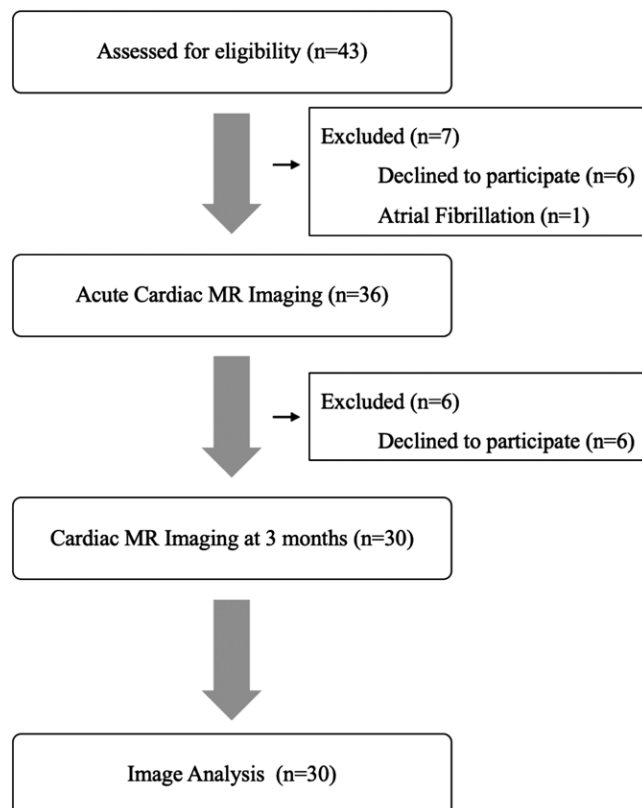 Assessed for eligibility (n=43)
Excluded (n=7)
Declined to participate (n=6)
Atrial Fibrillation (n=1)
Acute Cardiac MR Imaging (n=36)
Excluded (n=6)
Declined to participate (n=6)
Cardiac MR Imaging at 3 months (n=30)
Image Analysis (n=30)